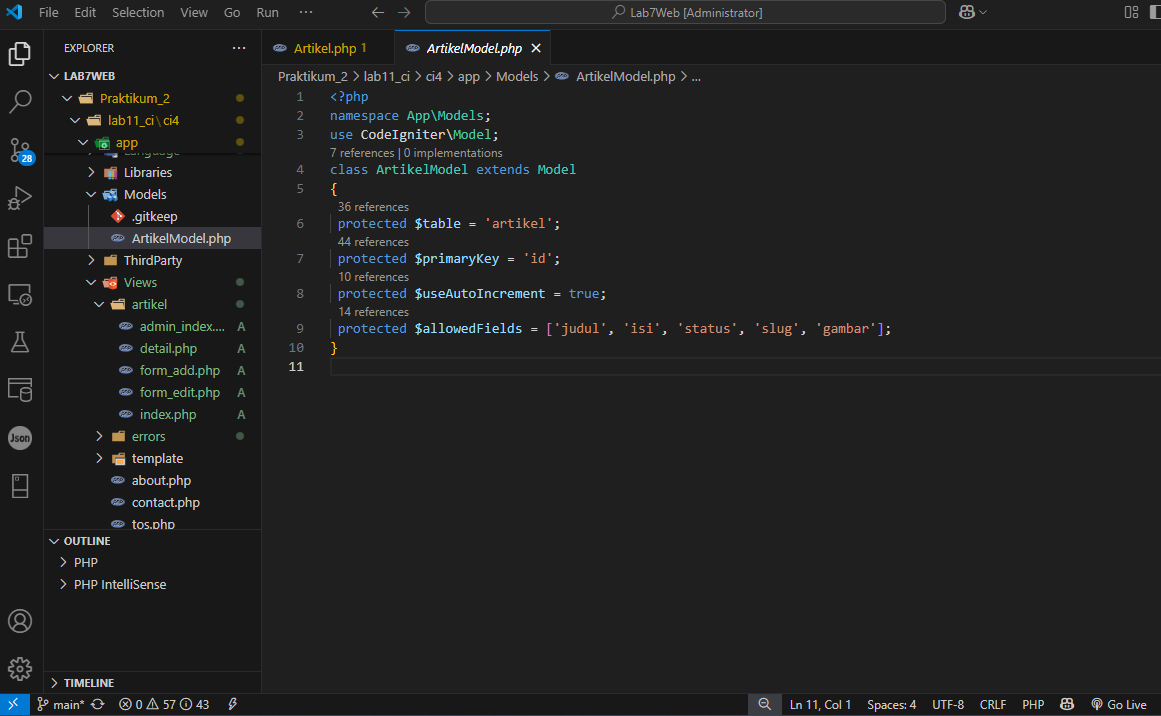 File Edit Selection View Go Run ··· Lab7Web [Administrator]
EXPLORER ···
LAB7WEB
Praktikum_2
lab11_ci\ci4
app
Language
Libraries
Models
.gitkeep
ArtikelModel.php
ThirdParty
Views
artikel
admin_index.... A
detail.php A
form_add.php A
form_edit.php A
index.php A
errors
template
about.php
contact.php
tos.php
OUTLINE
PHP
PHP IntelliSense
TIMELINE
28
Json
Artikel.php 1 ArtikelModel.php
Praktikum_2 > lab11_ci > ci4 > app > Models > ArtikelModel.php > ...
1 <?php
2 namespace App\Models;
3 use CodeIgniter\Model;
7 references | 0 implementations
4 class ArtikelModel extends Model
5 {
36 references
6 protected $table = 'artikel';
44 references
7 protected $primaryKey = 'id';
10 references
8 protected $useAutoIncrement = true;
14 references
9 protected $allowedFields = ['judul', 'isi', 'status', 'slug', 'gambar'];
10 }
11
main* 0 57 43 Ln 11, Col 1 Spaces: 4 UTF-8 CRLF PHP Go Live